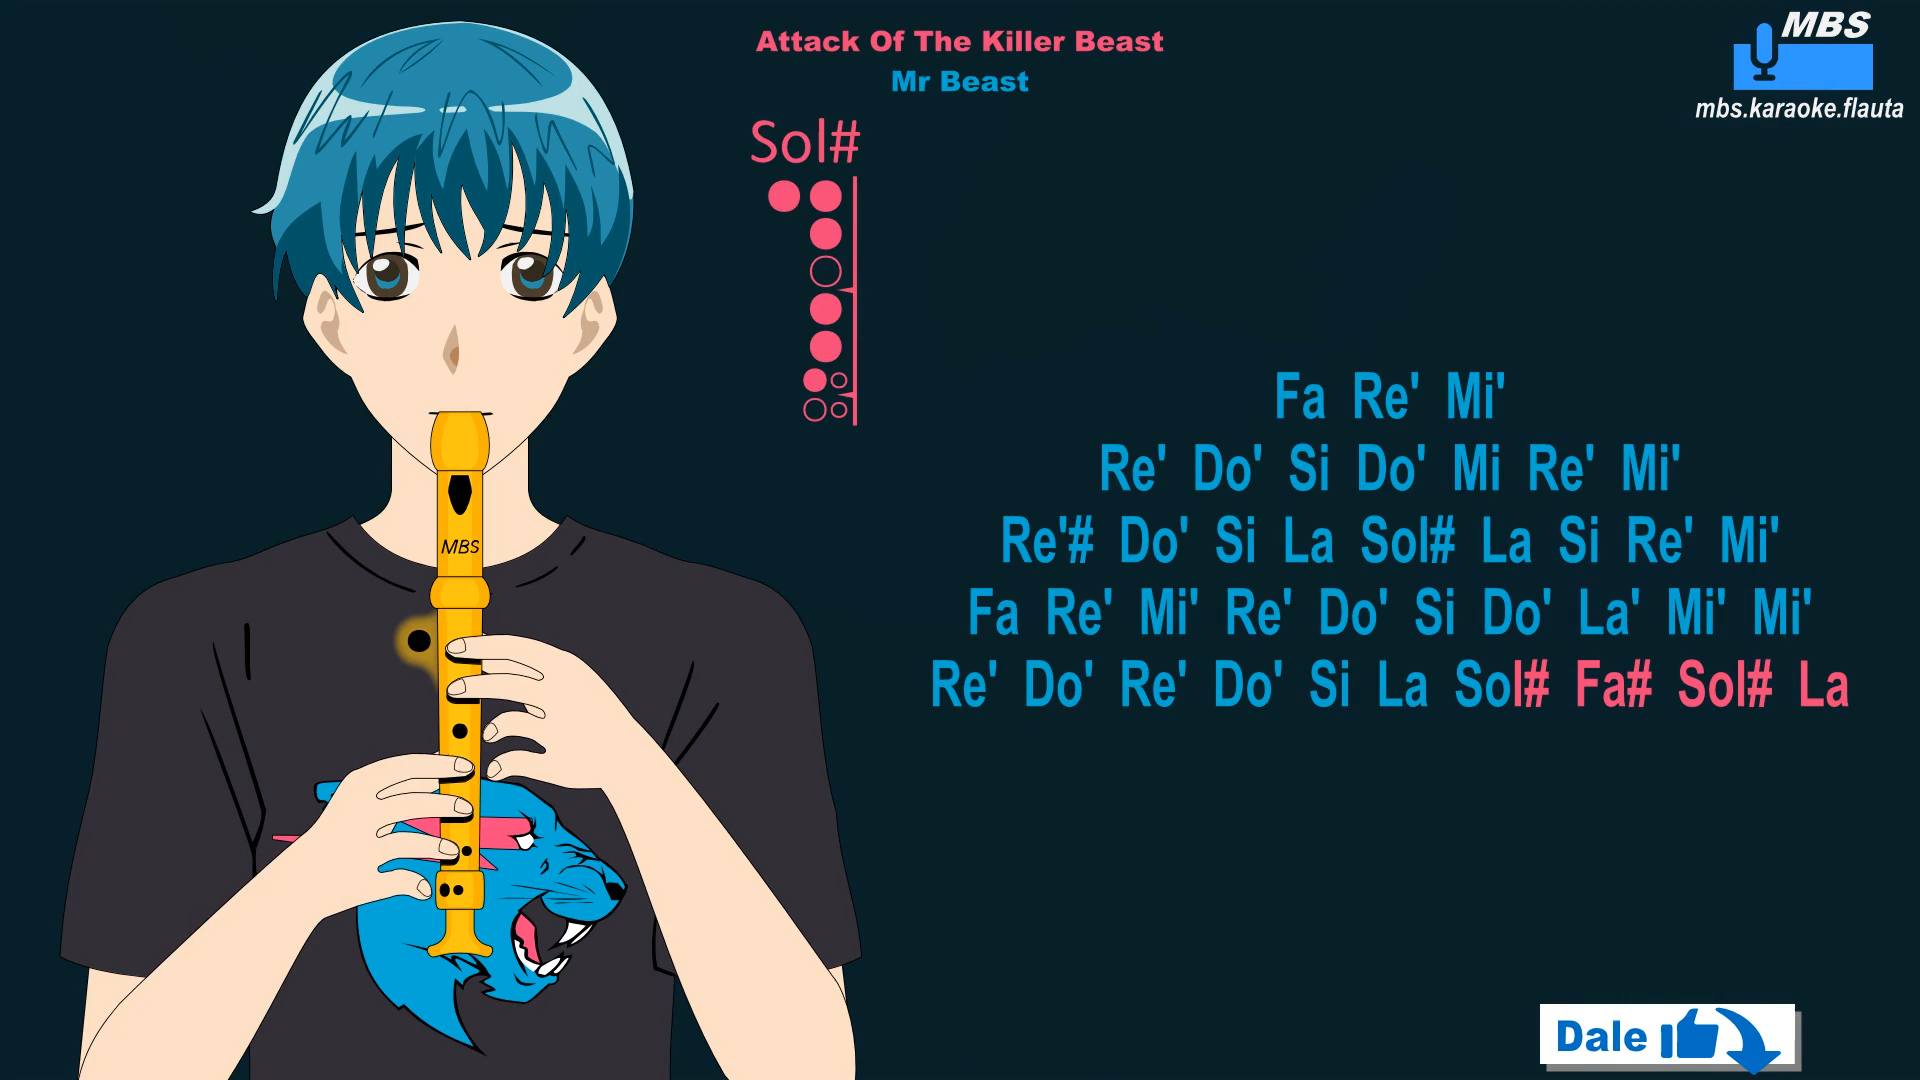 Attack Of The Killer Beast
Mr Beast
MBS
mbs.karaoke.flauta
Sol#
Fa Re' Mi'
Re' Do' Si Do' Mi Re' Mi'
Re'# Do' Si La Sol# La Si Re' Mi'
Fa Re' Mi' Re' Do' Si Do' La' Mi' Mi'
Re' Do' Re' Do' Si La Sol# Fa# Sol# La
MBS
Dale